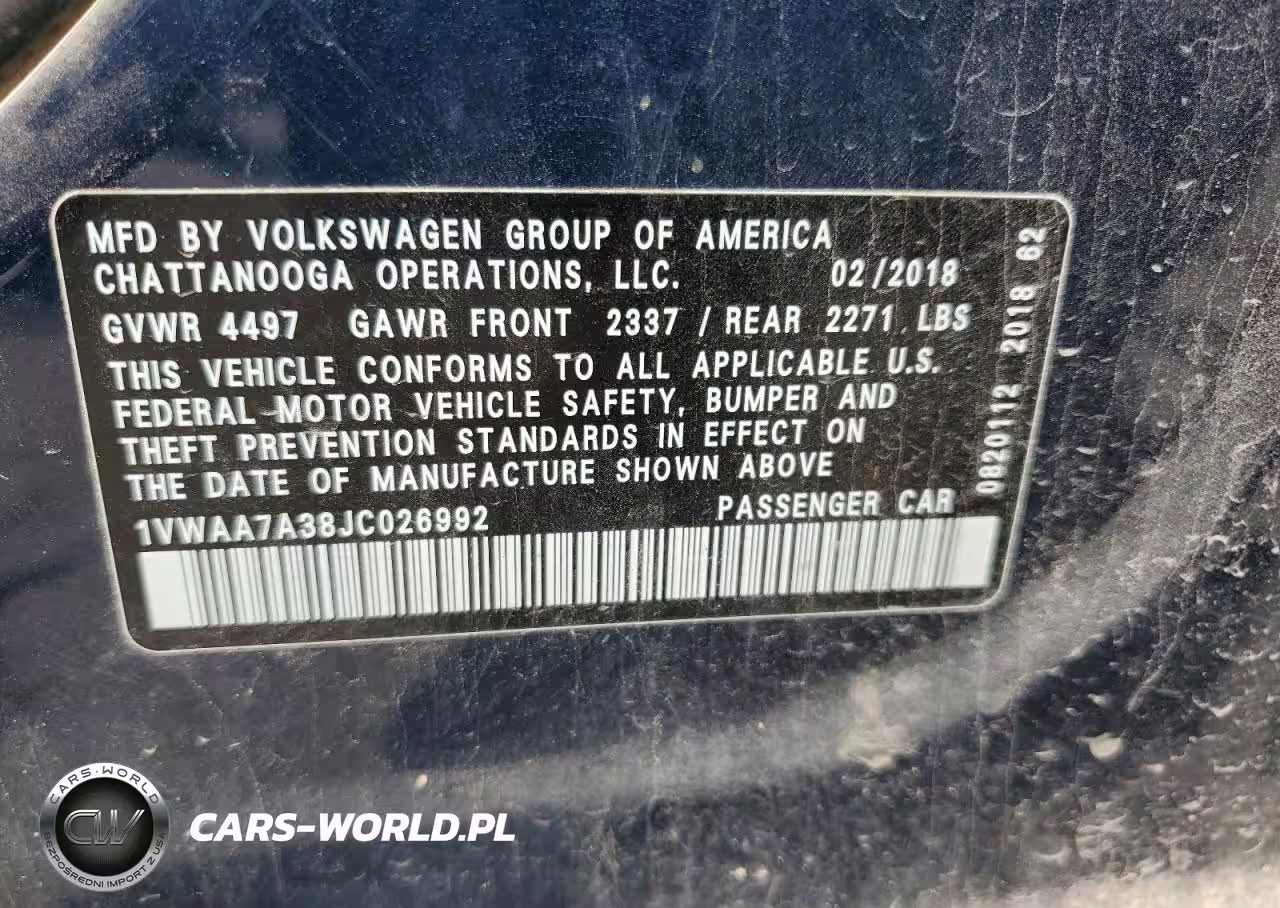 MFD BY VOLKSWAGEN GROUP OF AMERICA
CHATTANOOGA OPERATIONS, LLC. 02/2018
GVWR 4497 GAWR FRONT 2337 / REAR 2271 LBS
THIS VEHICLE CONFORMS TO ALL APPLICABLE U.S.
FEDERAL MOTOR VEHICLE SAFETY, BUMPER AND
THEFT PREVENTION STANDARDS IN EFFECT ON
THE DATE OF MANUFACTURE SHOWN ABOVE
1VWAA7A38JC026992 PASSENGER CAR
0820112 2018 62
CARS-WORLD
CW
BEZPOŚREDNI IMPORT Z USA
CARS-WORLD.PL